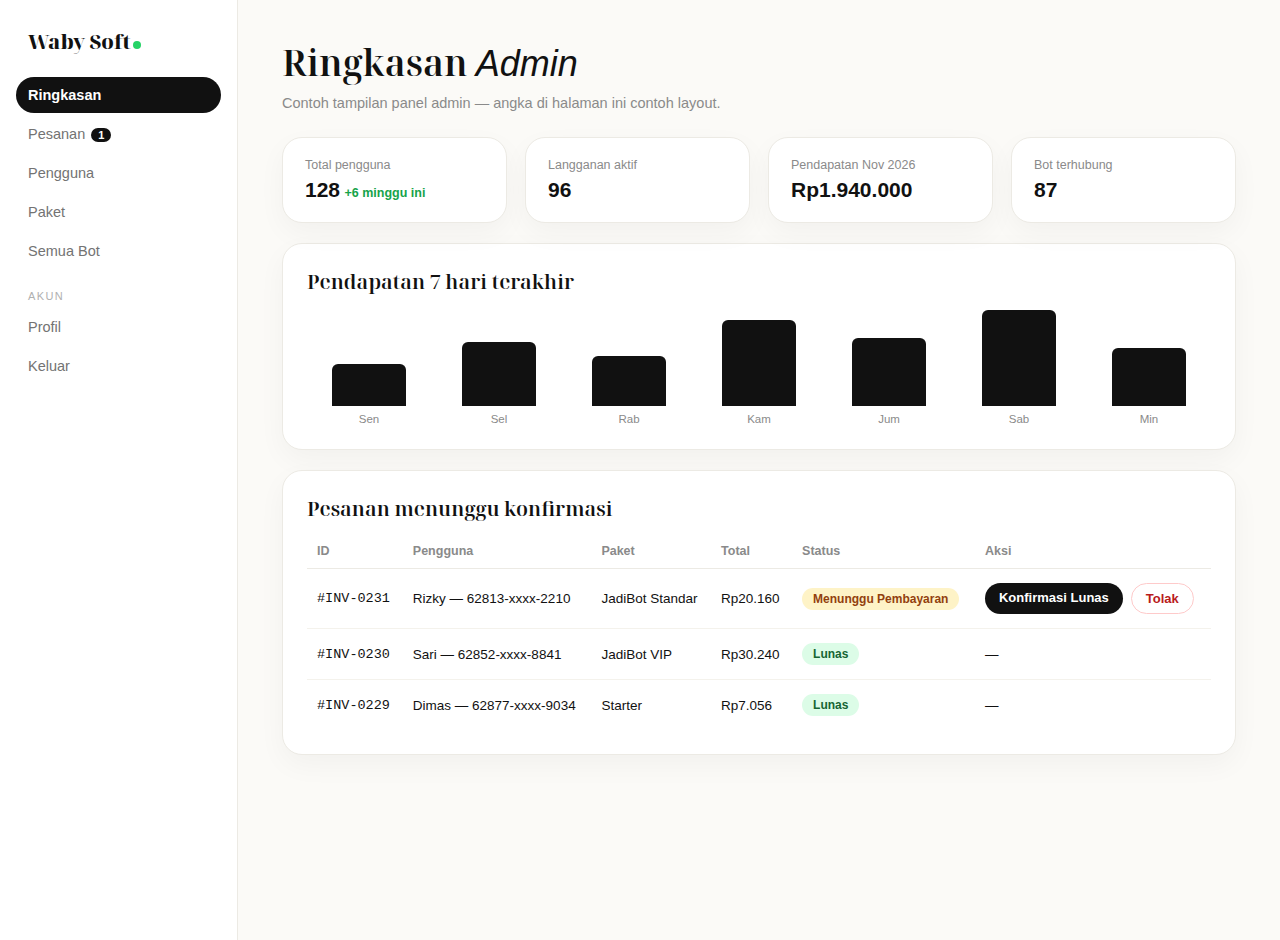 Waby Soft
Ringkasan
Pesanan 1
Pengguna
Paket
Semua Bot
AKUN
Profil
Keluar
Ringkasan Admin
Contoh tampilan panel admin — angka di halaman ini contoh layout.
Total pengguna
128 +6 minggu ini
Langganan aktif
96
Pendapatan Nov 2026
Rp1.940.000
Bot terhubung
87
Pendapatan 7 hari terakhir
Sen Sel Rab Kam Jum Sab Min
Pesanan menunggu konfirmasi
ID Pengguna Paket Total Status Aksi
#INV-0231 Rizky — 62813-xxxx-2210 JadiBot Standar Rp20.160 Menunggu Pembayaran Konfirmasi Lunas Tolak
#INV-0230 Sari — 62852-xxxx-8841 JadiBot VIP Rp30.240 Lunas —
#INV-0229 Dimas — 62877-xxxx-9034 Starter Rp7.056 Lunas —